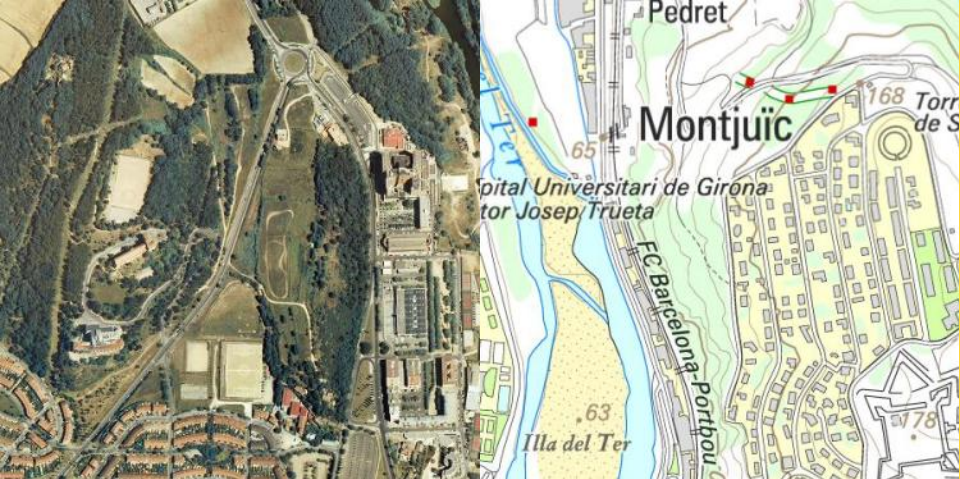 Pedret
168
Torr
de S
Montjuïc
65
l Ter
pital Universitari de Girona
tor Josep Trueta
FC Barcelona-Portbou
63
Illa del Ter
178